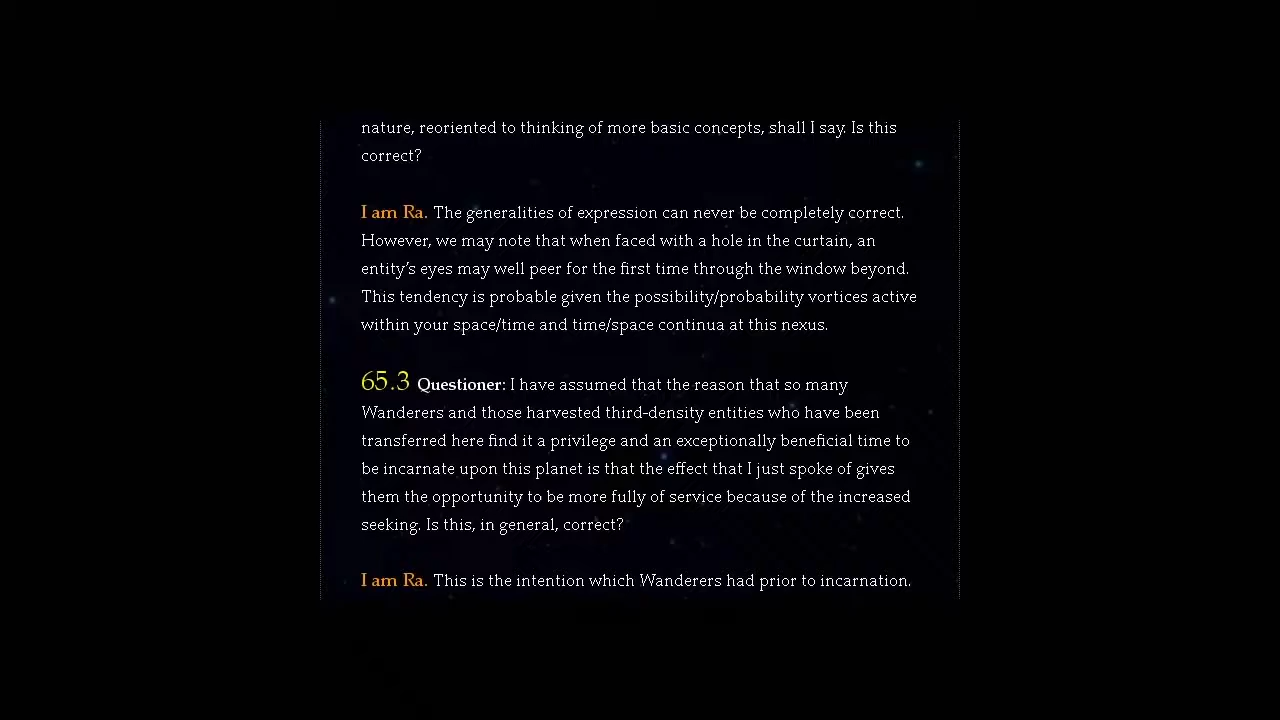 nature, reoriented to thinking of more basic concepts, shall I say. Is this
correct?
I am Ra. The generalities of expression can never be completely correct.
However, we may note that when faced with a hole in the curtain, an
entity's eyes may well peer for the first time through the window beyond.
This tendency is probable given the possibility/probability vortices active
within your space/time and time/space continua at this nexus.
65.3 Questioner: I have assumed that the reason that so many
Wanderers and those harvested third-density entities who have been
transferred here find it a privilege and an exceptionally beneficial time to
be incarnate upon this planet is that the effect that I just spoke of gives
them the opportunity to be more fully of service because of the increased
seeking. Is this, in general, correct?
I am Ra. This is the intention which Wanderers had prior to incarnation.